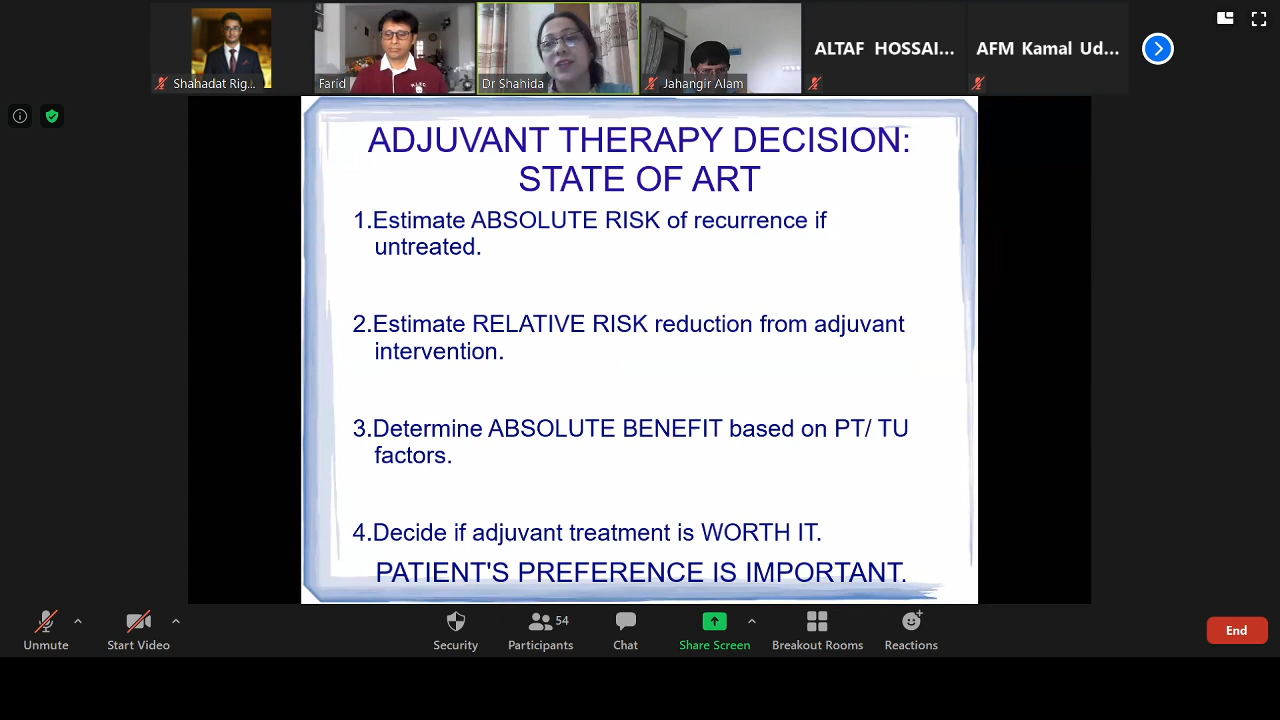 ALTAF HOSSAI...
AFM Kamal Ud...
Shahadat Rig...
Farid
Dr Shahida
Jahangir Alam
ADJUVANT THERAPY DECISION:
STATE OF ART
1.Estimate ABSOLUTE RISK of recurrence if
untreated.
2.Estimate RELATIVE RISK reduction from adjuvant
intervention.
3.Determine ABSOLUTE BENEFIT based on PT/ TU
factors.
4.Decide if adjuvant treatment is WORTH IT.
PATIENT'S PREFERENCE IS IMPORTANT.
Unmute
Start Video
Security
54
Participants
Chat
Share Screen
Breakout Rooms
Reactions
End